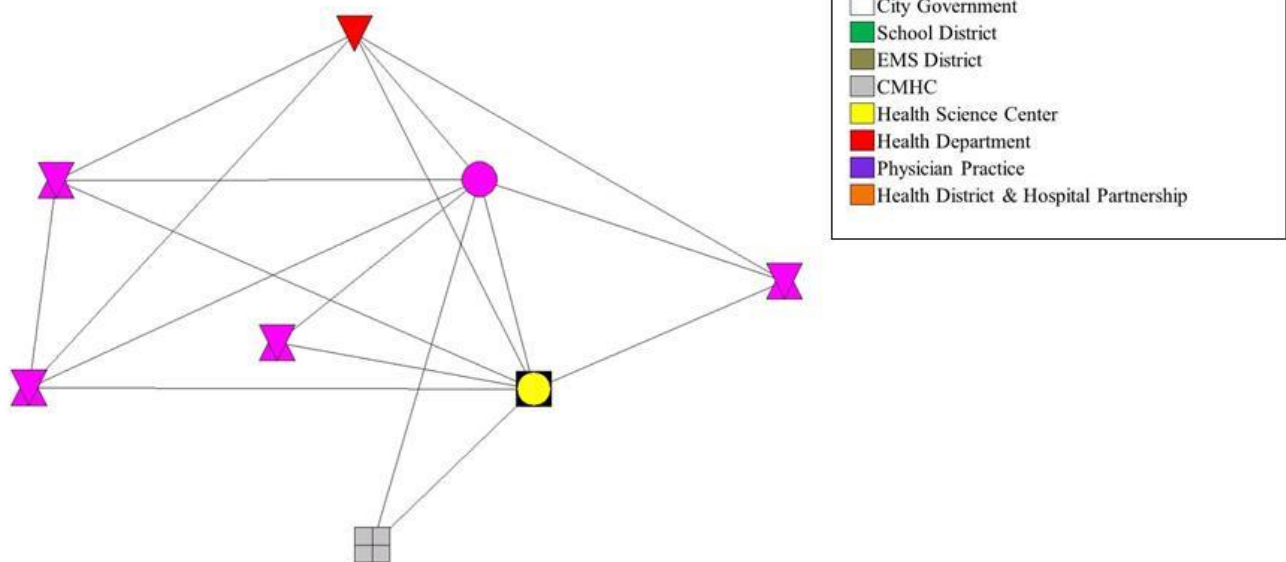 City Government
School District
EMS District
CMHC
Health Science Center
Health Department
Physician Practice
Health District & Hospital Partnership